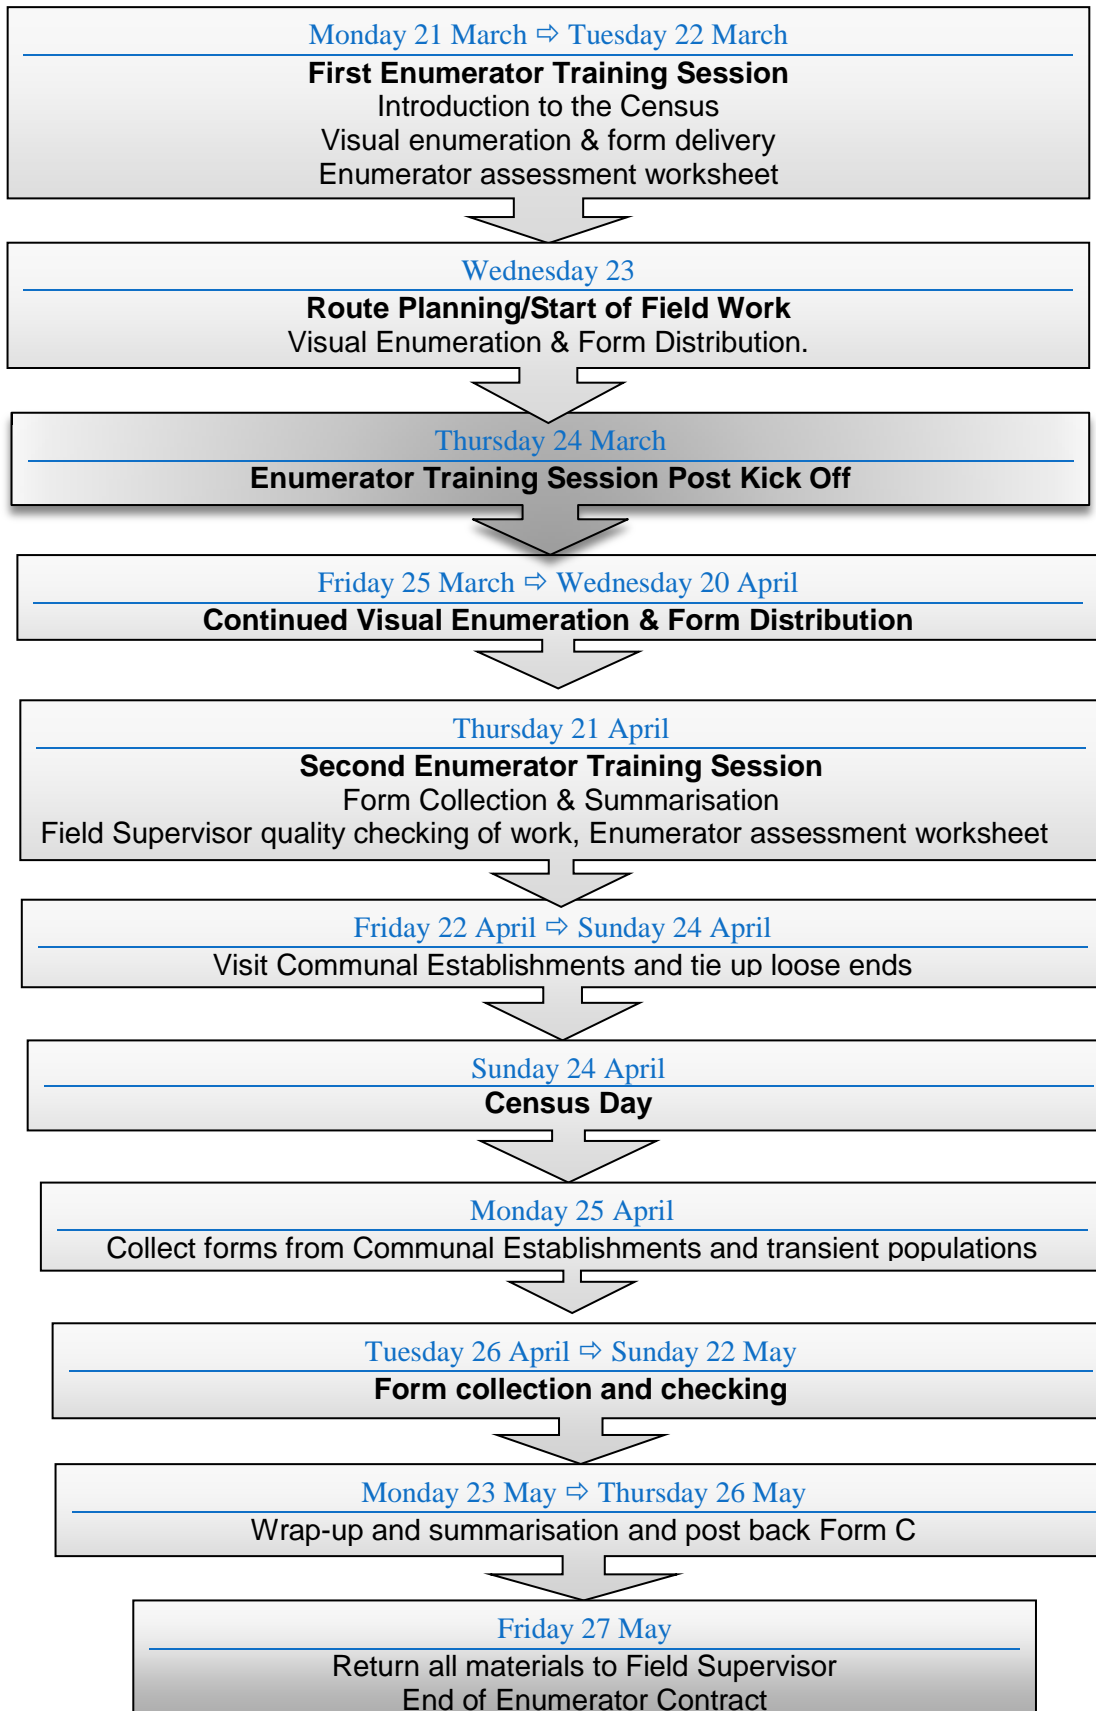 Monday 21 March ⇨ Tuesday 22 March
First Enumerator Training Session
Introduction to the Census
Visual enumeration & form delivery
Enumerator assessment worksheet
Wednesday 23
Route Planning/Start of Field Work
Visual Enumeration & Form Distribution.
Thursday 24 March
Enumerator Training Session Post Kick Off
Friday 25 March ⇨ Wednesday 20 April
Continued Visual Enumeration & Form Distribution
Thursday 21 April
Second Enumerator Training Session
Form Collection & Summarisation
Field Supervisor quality checking of work, Enumerator assessment worksheet
Friday 22 April ⇨ Sunday 24 April
Visit Communal Establishments and tie up loose ends
Sunday 24 April
Census Day
Monday 25 April
Collect forms from Communal Establishments and transient populations
Tuesday 26 April ⇨ Sunday 22 May
Form collection and checking
Monday 23 May ⇨ Thursday 26 May
Wrap-up and summarisation and post back Form C
Friday 27 May
Return all materials to Field Supervisor
End of Enumerator Contract